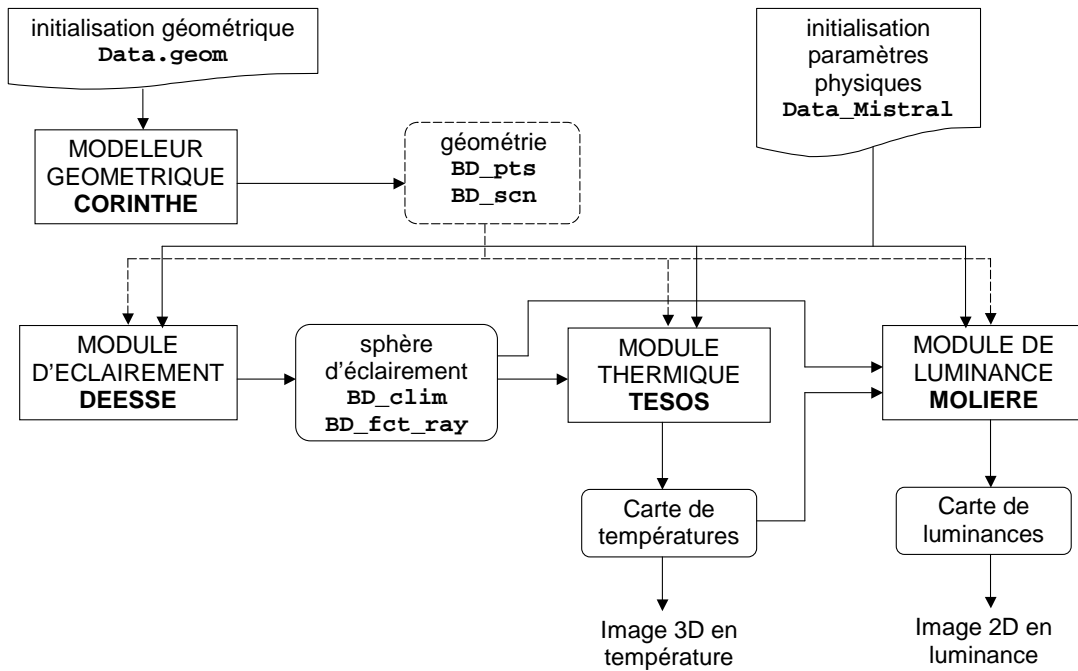 initialisation géométrique
Data.geom
initialisation
paramètres
physiques
Data_Mistral
MODELEUR
GEOMETRIQUE
CORINTHE
géométrie
BD_pts
BD_scn
MODULE
D'ECLAIREMENT
DEESSE
sphère
d'éclairement
BD_clim
BD_fct_ray
MODULE
THERMIQUE
TESOS
MODULE DE
LUMINANCE
MOLIERE
Carte de
températures
Carte de
luminances
Image 3D en
température
Image 2D en
luminance